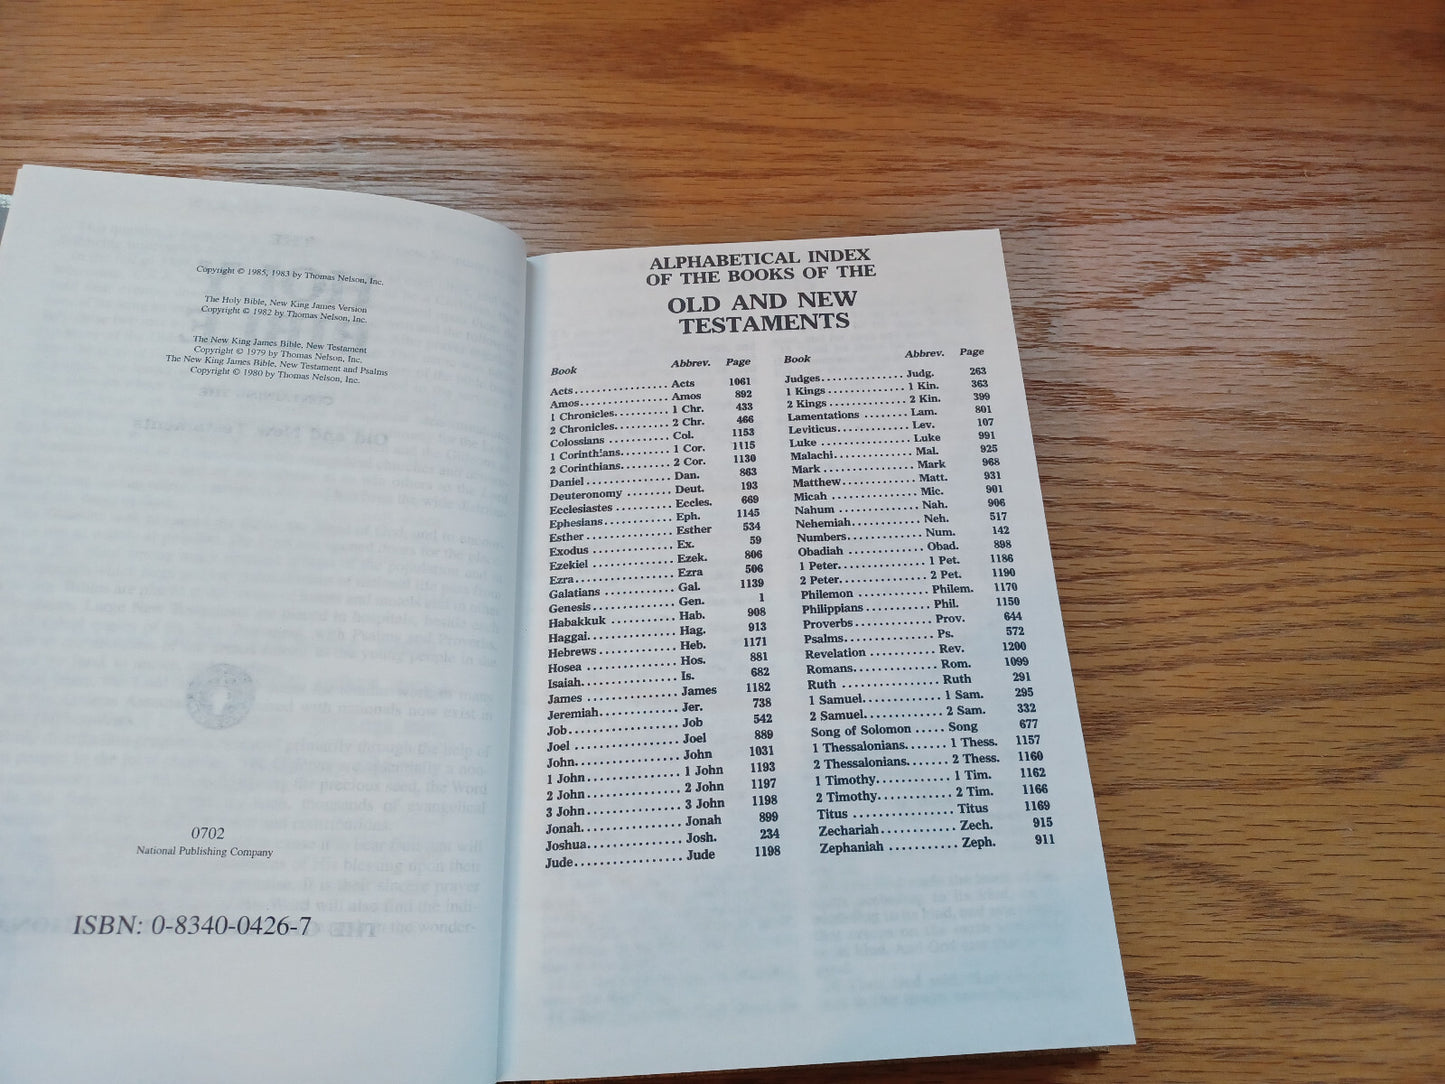 Copyright © 1985, 1983 by Thomas Nelson, Inc.
The Holy Bible, New King James Version
Copyright © 1982 by Thomas Nelson, Inc.
The New King James Bible, New Testament
Copyright © 1979 by Thomas Nelson, Inc.
The New King James Bible, New Testament and Psalms
Copyright © 1980 by Thomas Nelson, Inc.
0702
National Publishing Company
ISBN: 0-8340-0426-7
ALPHABETICAL INDEX
OF THE BOOKS OF THE
OLD AND NEW
TESTAMENTS
Book Abbrev. Page
Acts Acts 1061
Amos Amos 892
1 Chronicles 1 Chr. 433
2 Chronicles 2 Chr. 466
Colossians Col. 1153
1 Corinthians 1 Cor. 1115
2 Corinthians 2 Cor. 1130
Daniel Dan. 863
Deuteronomy Deut. 193
Ecclesiastes Eccles. 669
Ephesians Eph. 1145
Esther Esther 534
Exodus Ex. 59
Ezekiel Ezek. 806
Ezra Ezra 506
Galatians Gal. 1139
Genesis Gen. 1
Habakkuk Hab. 908
Haggai Hag. 913
Hebrews Heb. 1171
Hosea Hos. 881
Isaiah Is. 682
James James 1182
Jeremiah Jer. 738
Job Job 542
Joel Joel 889
John John 1031
1 John 1 John 1193
2 John 2 John 1197
3 John 3 John 1198
Jonah Jonah 899
Joshua Josh. 234
Jude Jude 1198
Book Abbrev. Page
Judges Judg. 263
1 Kings 1 Kin. 363
2 Kings 2 Kin. 399
Lamentations Lam. 801
Leviticus Lev. 107
Luke Luke 991
Malachi Mal. 925
Mark Mark 968
Matthew Matt. 931
Micah Mic. 901
Nahum Nah. 906
Nehemiah Neh. 517
Numbers Num. 142
Obadiah Obad. 898
1 Peter 1 Pet. 1186
2 Peter 2 Pet. 1190
Philemon Philem. 1170
Philippians Phil. 1150
Proverbs Prov. 644
Psalms Ps. 572
Revelation Rev. 1200
Romans Rom. 1099
Ruth Ruth 291
1 Samuel 1 Sam. 295
2 Samuel 2 Sam. 332
Song of Solomon Song 677
1 Thessalonians 1 Thess. 1157
2 Thessalonians 2 Thess. 1160
1 Timothy 1 Tim. 1162
2 Timothy 2 Tim. 1166
Titus Titus 1169
Zechariah Zech. 915
Zephaniah Zeph. 911